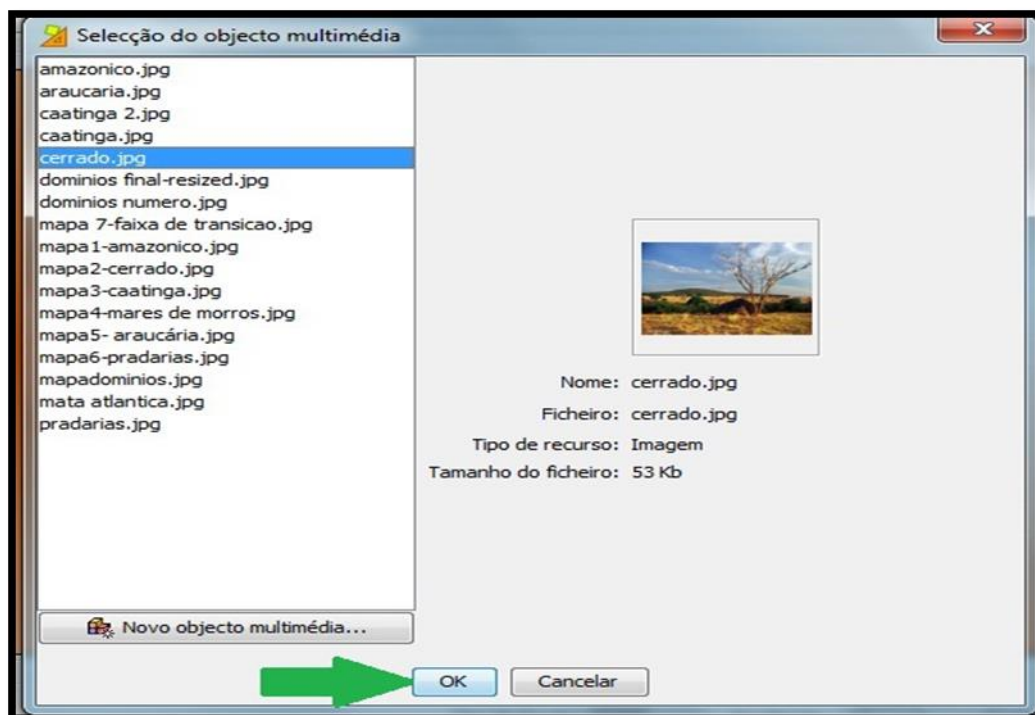 Selecção do objecto multimédia
amazonico.jpg
araucaria.jpg
caatinga 2.jpg
caatinga.jpg
cerrado.jpg
dominios final-resized.jpg
dominios numero.jpg
mapa 7-faixa de transicao.jpg
mapa1-amazonico.jpg
mapa2-cerrado.jpg
mapa3-caatinga.jpg
mapa4-mares de morros.jpg
mapa5- araucária.jpg
mapa6-pradarias.jpg
mapadominios.jpg
mata atlantica.jpg
pradarias.jpg
Nome: cerrado.jpg
Ficheiro: cerrado.jpg
Tipo de recurso: Imagem
Tamanho do ficheiro: 53 Kb
Novo objecto multimédia...
OK Cancelar